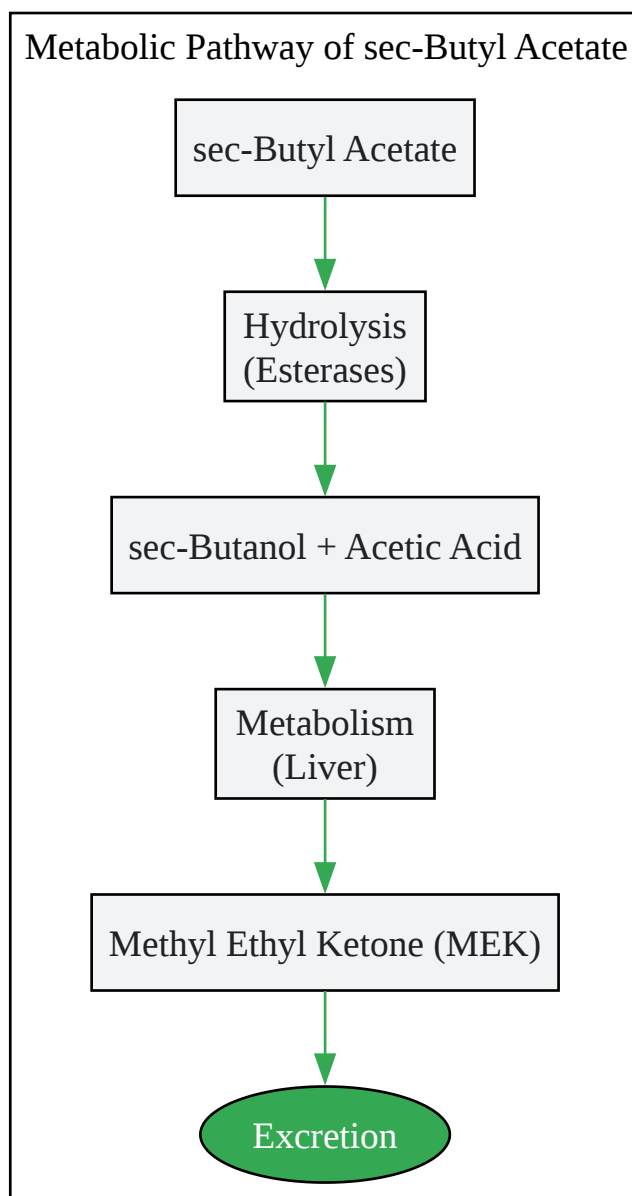 Metabolic Pathway of sec-Butyl Acetate
sec-Butyl Acetate
Hydrolysis
(Esterases)
sec-Butanol + Acetic Acid
Metabolism
(Liver)
Methyl Ethyl Ketone (MEK)
Excretion